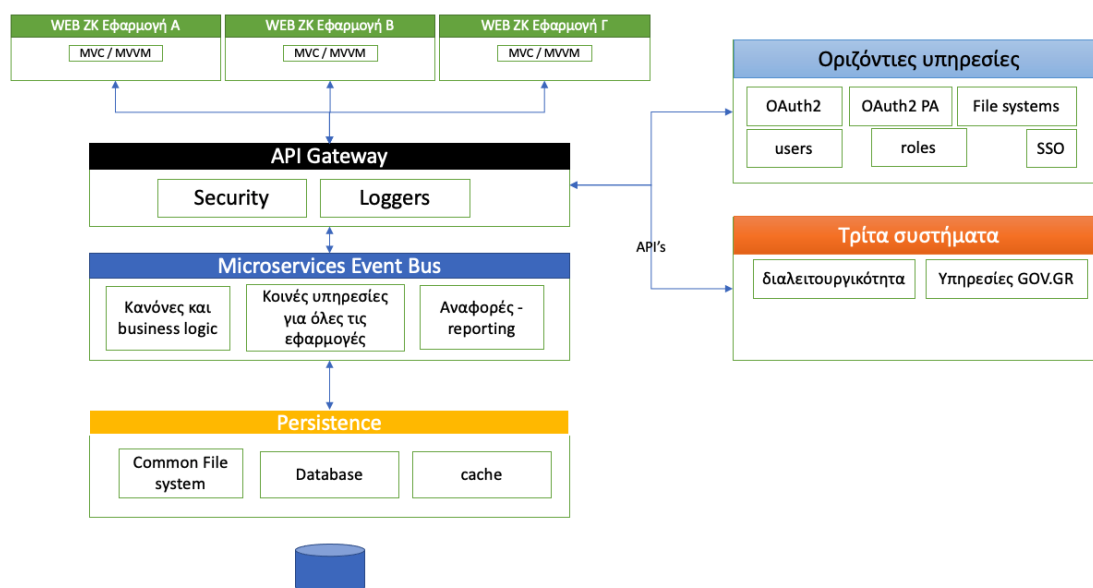 WEB ZK Εφαρμογή Α
MVC / MVVM
WEB ZK Εφαρμογή Β
MVC / MVVM
WEB ZK Εφαρμογή Γ
MVC / MVVM
API Gateway
Security
Loggers
Microservices Event Bus
Κανόνες και
business logic
Κοινές υπηρεσίες
για όλες τις
εφαρμογές
Αναφορές -
reporting
Persistence
Common File
system
Database
cache
Οριζόντιες υπηρεσίες
OAuth2
OAuth2 PA
File systems
users
roles
SSO
API's
Τρίτα συστήματα
διαλειτουργικότητα
Υπηρεσίες GOV.GR